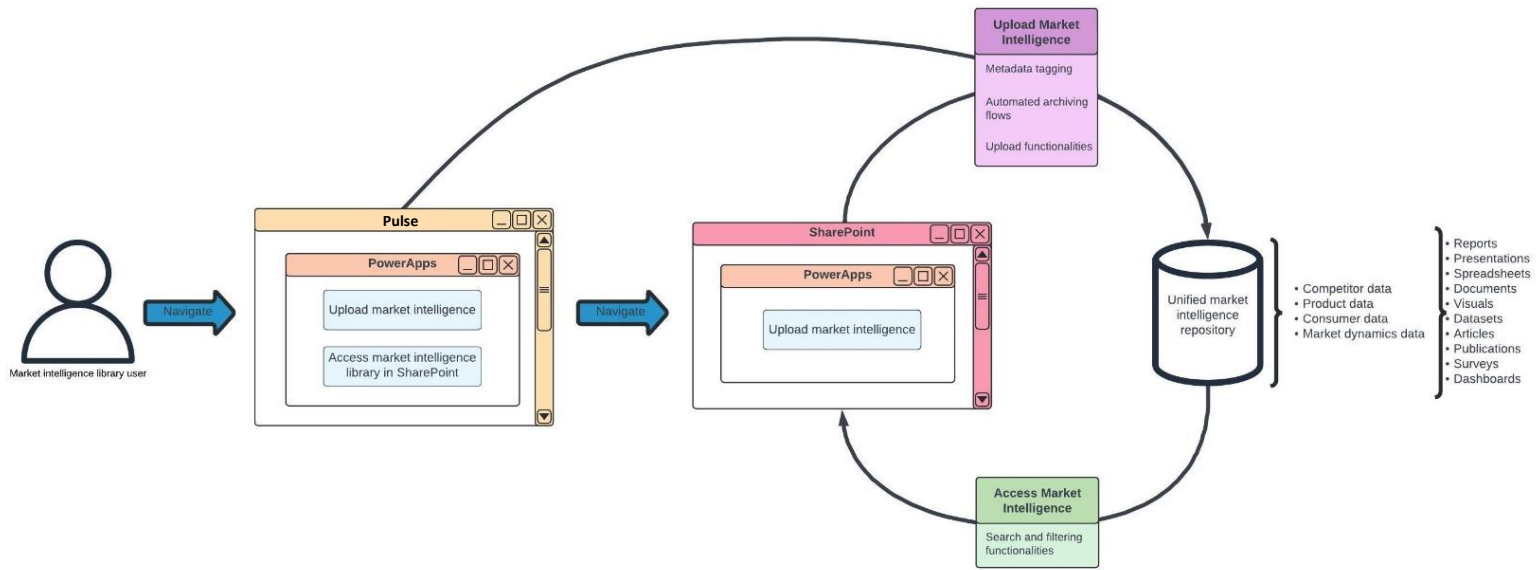 Upload Market
Intelligence
Metadata tagging
Automated archiving
flows
Upload functionalities
Pulse
PowerApps
Upload market intelligence
Access market intelligence
library in SharePoint
Navigate
Market intelligence library user
Navigate
SharePoint
PowerApps
Upload market intelligence
Unified market
intelligence
repository
• Competitor data
• Product data
• Consumer data
• Market dynamics data
• Reports
• Presentations
• Spreadsheets
• Documents
• Visuals
• Datasets
• Articles
• Publications
• Surveys
• Dashboards
Access Market
Intelligence
Search and filtering
functionalities